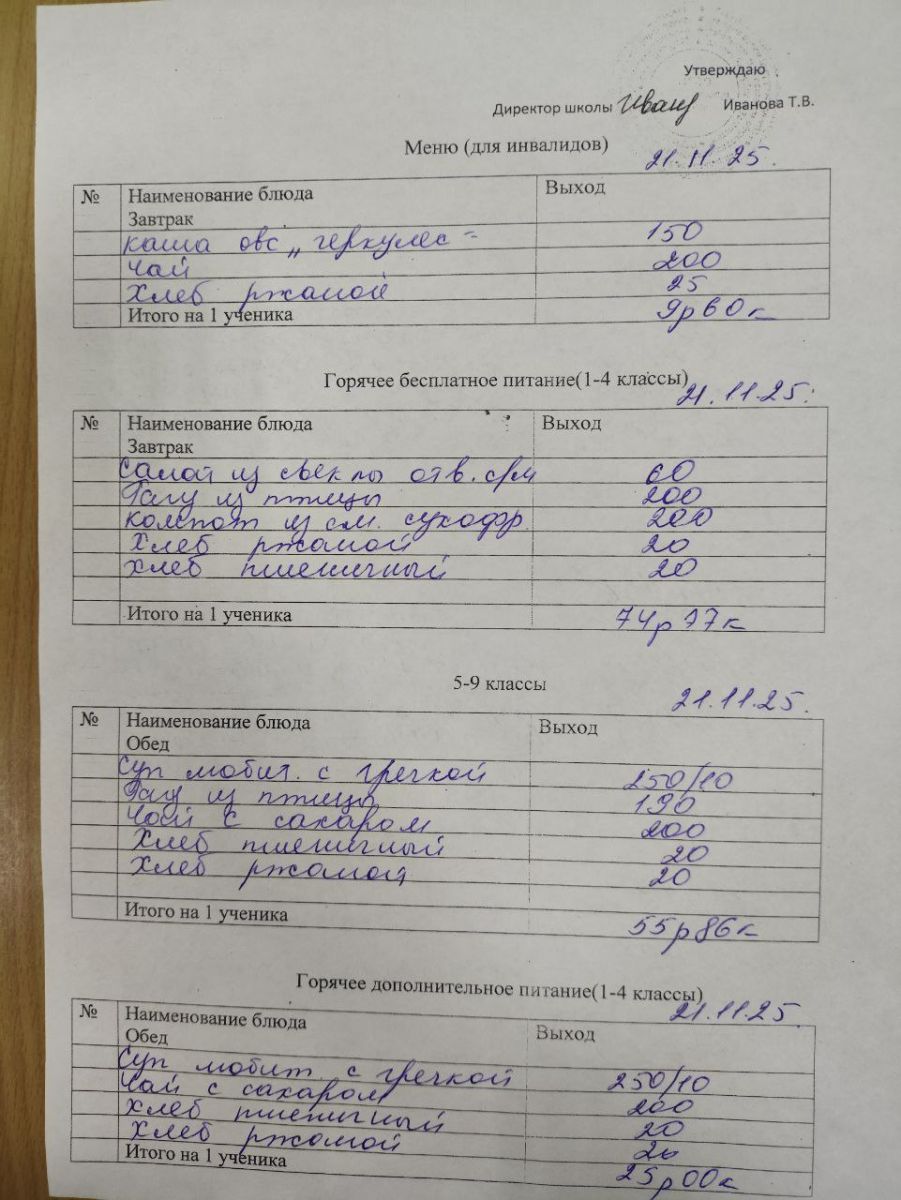 Утверждаю
Директор школы Иванова Т.В.
Меню (для инвалидов)
21.11.25.
№ Наименование блюда Выход
Завтрак
каша овс „геркулес" 150
Чай 200
Хлеб ржаной 25
Итого на 1 ученика 9р60к
Горячее бесплатное питание(1-4 классы)
21.11.25.
№ Наименование блюда Выход
Завтрак
Салат из свеклы отв. с/м 60
Рагу из птицы 200
компот из см. сухофр 200
Хлеб ржаной 20
хлеб пшеничный 20
Итого на 1 ученика 74р77к
5-9 классы
21.11.25.
№ Наименование блюда Выход
Обед
Суп с гречкой 250/10
Рагу из птицы 190
Чай с сахаром 200
Хлеб пшеничный 20
Хлеб ржаной 20
Итого на 1 ученика 55р86к
Горячее дополнительное питание(1-4 классы)
21.11.25.
№ Наименование блюда Выход
Обед
Суп с гречкой 250/10
Чай с сахаром 200
Хлеб пшеничный 20
Хлеб ржаной 20
Итого на 1 ученика 25р00к